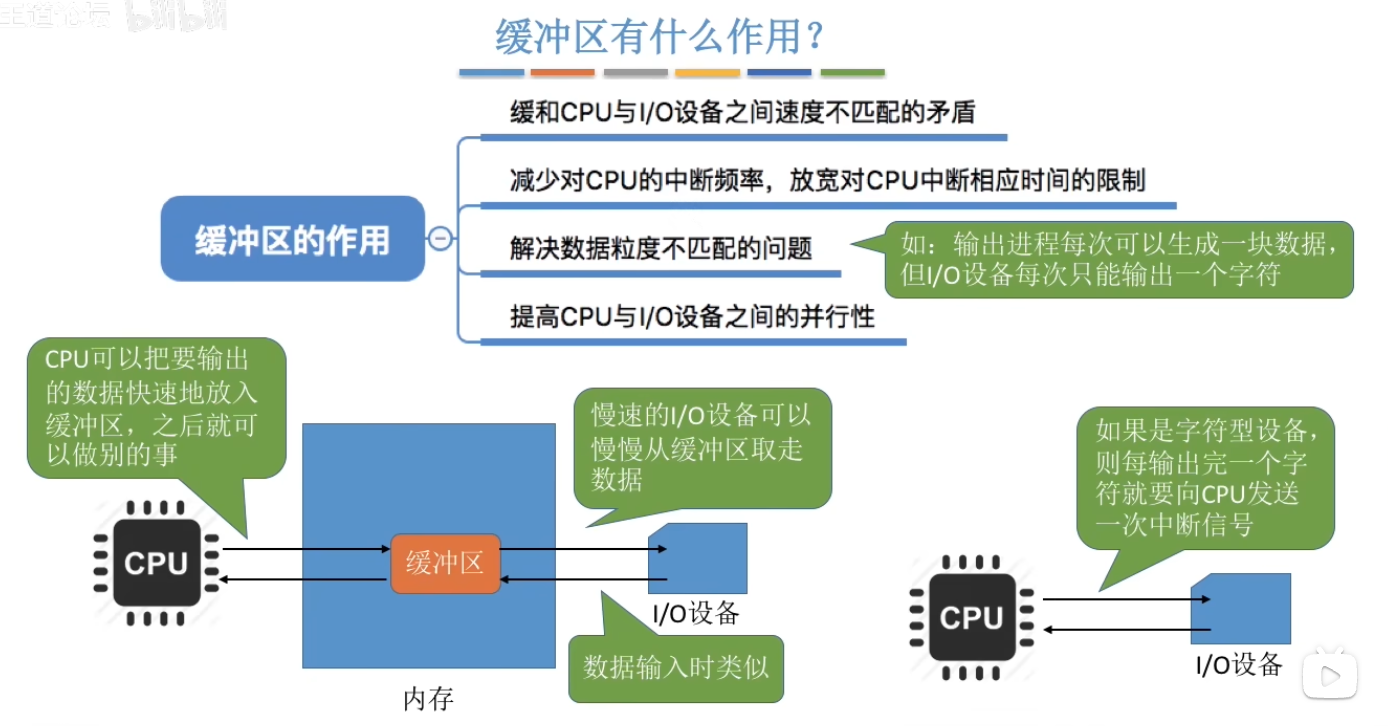 王道论坛 bilibili
缓冲区有什么作用？
缓和CPU与I/O设备之间速度不匹配的矛盾
减少对CPU的中断频率，放宽对CPU中断相应时间的限制
缓冲区的作用
解决数据粒度不匹配的问题
如：输出进程每次可以生成一块数据，
但I/O设备每次只能输出一个字符
提高CPU与I/O设备之间的并行性
CPU可以把要输出
的数据快速地放入
缓冲区，之后就可
以做别的事
慢速的I/O设备可以
慢慢从缓冲区取走
数据
如果是字符型设备，
则每输出完一个字
符就要向CPU发送
一次中断信号
CPU
缓冲区
I/O设备
数据输入时类似
内存
CPU
I/O设备